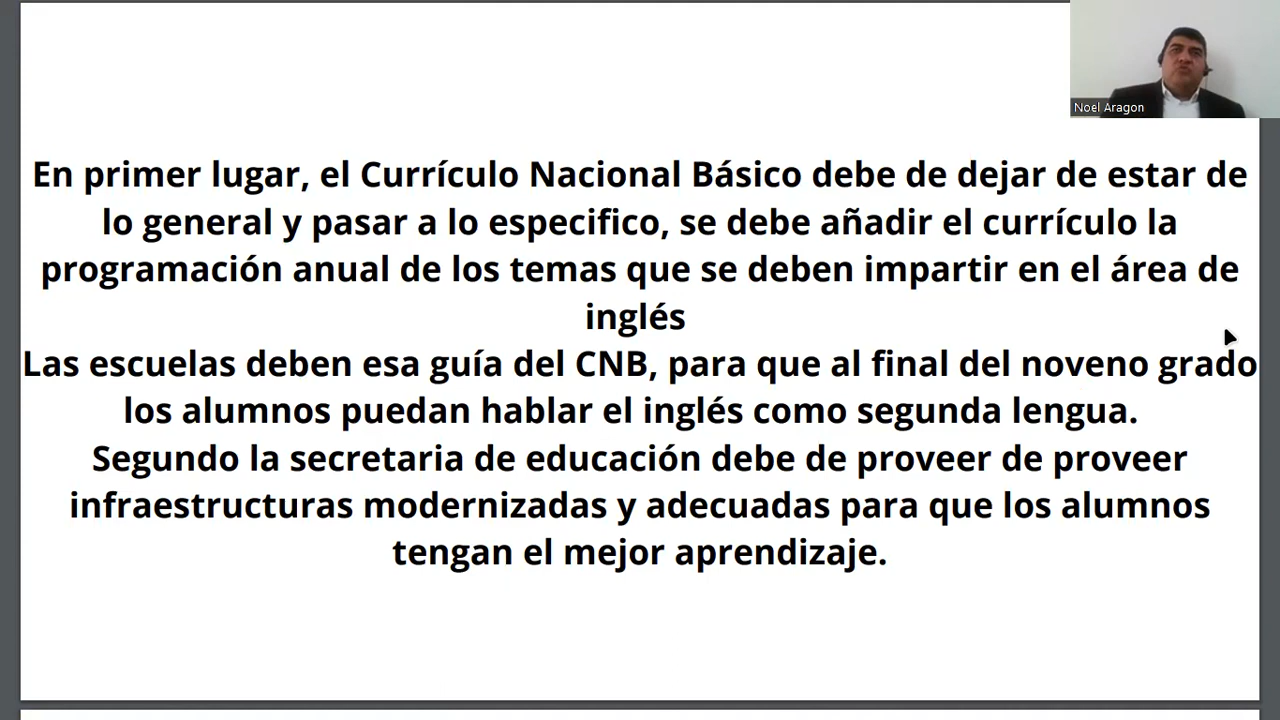 Noel Aragon
En primer lugar, el Currículo Nacional Básico debe de dejar de estar de
lo general y pasar a lo especifico, se debe añadir el currículo la
programación anual de los temas que se deben impartir en el área de
inglés
Las escuelas deben esa guía del CNB, para que al final del noveno grado
los alumnos puedan hablar el inglés como segunda lengua.
Segundo la secretaria de educación debe de proveer de proveer
infraestructuras modernizadas y adecuadas para que los alumnos
tengan el mejor aprendizaje.